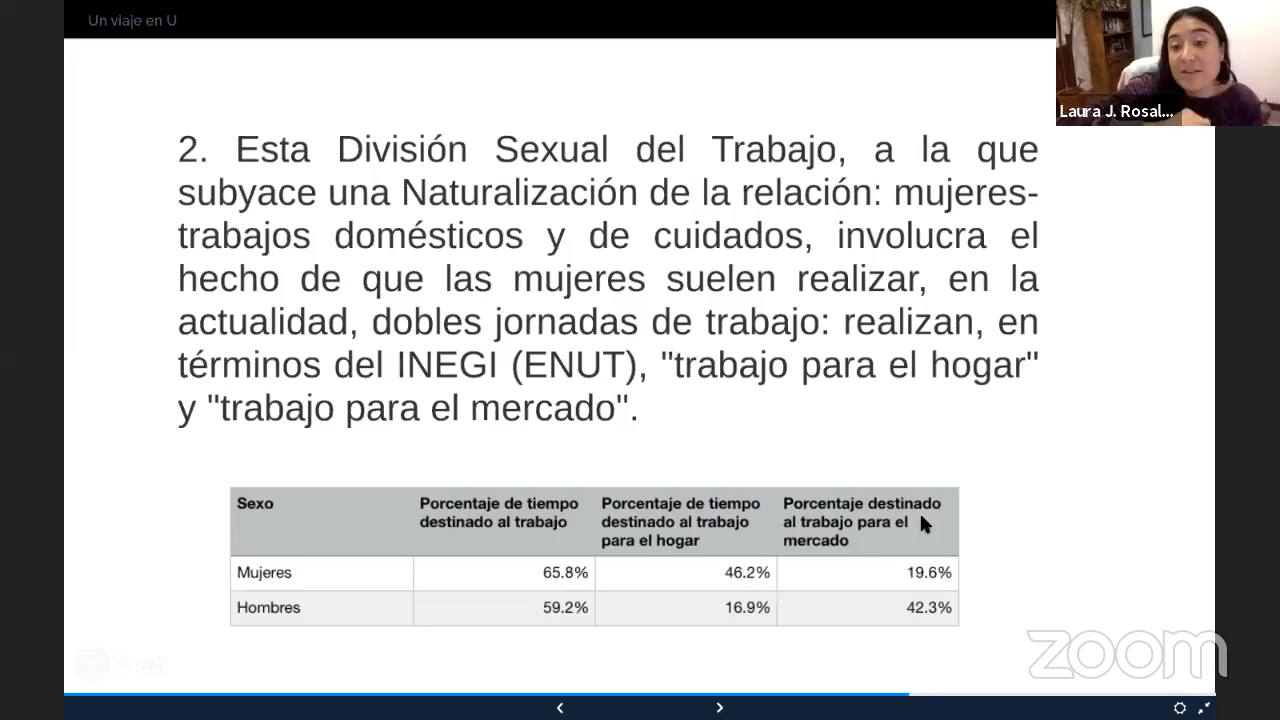 Un viaje en U
Laura J. Rosal...
2. Esta División Sexual del Trabajo, a la que
subyace una Naturalización de la relación: mujeres-
trabajos domésticos y de cuidados, involucra el
hecho de que las mujeres suelen realizar, en la
actualidad, dobles jornadas de trabajo: realizan, en
términos del INEGI (ENUT), "trabajo para el hogar"
y "trabajo para el mercado".
Sexo
Porcentaje de tiempo
destinado al trabajo
Porcentaje de tiempo
destinado al trabajo
para el hogar
Porcentaje destinado
al trabajo para el
mercado
Mujeres 65.8% 46.2% 19.6%
Hombres 59.2% 16.9% 42.3%
zoom